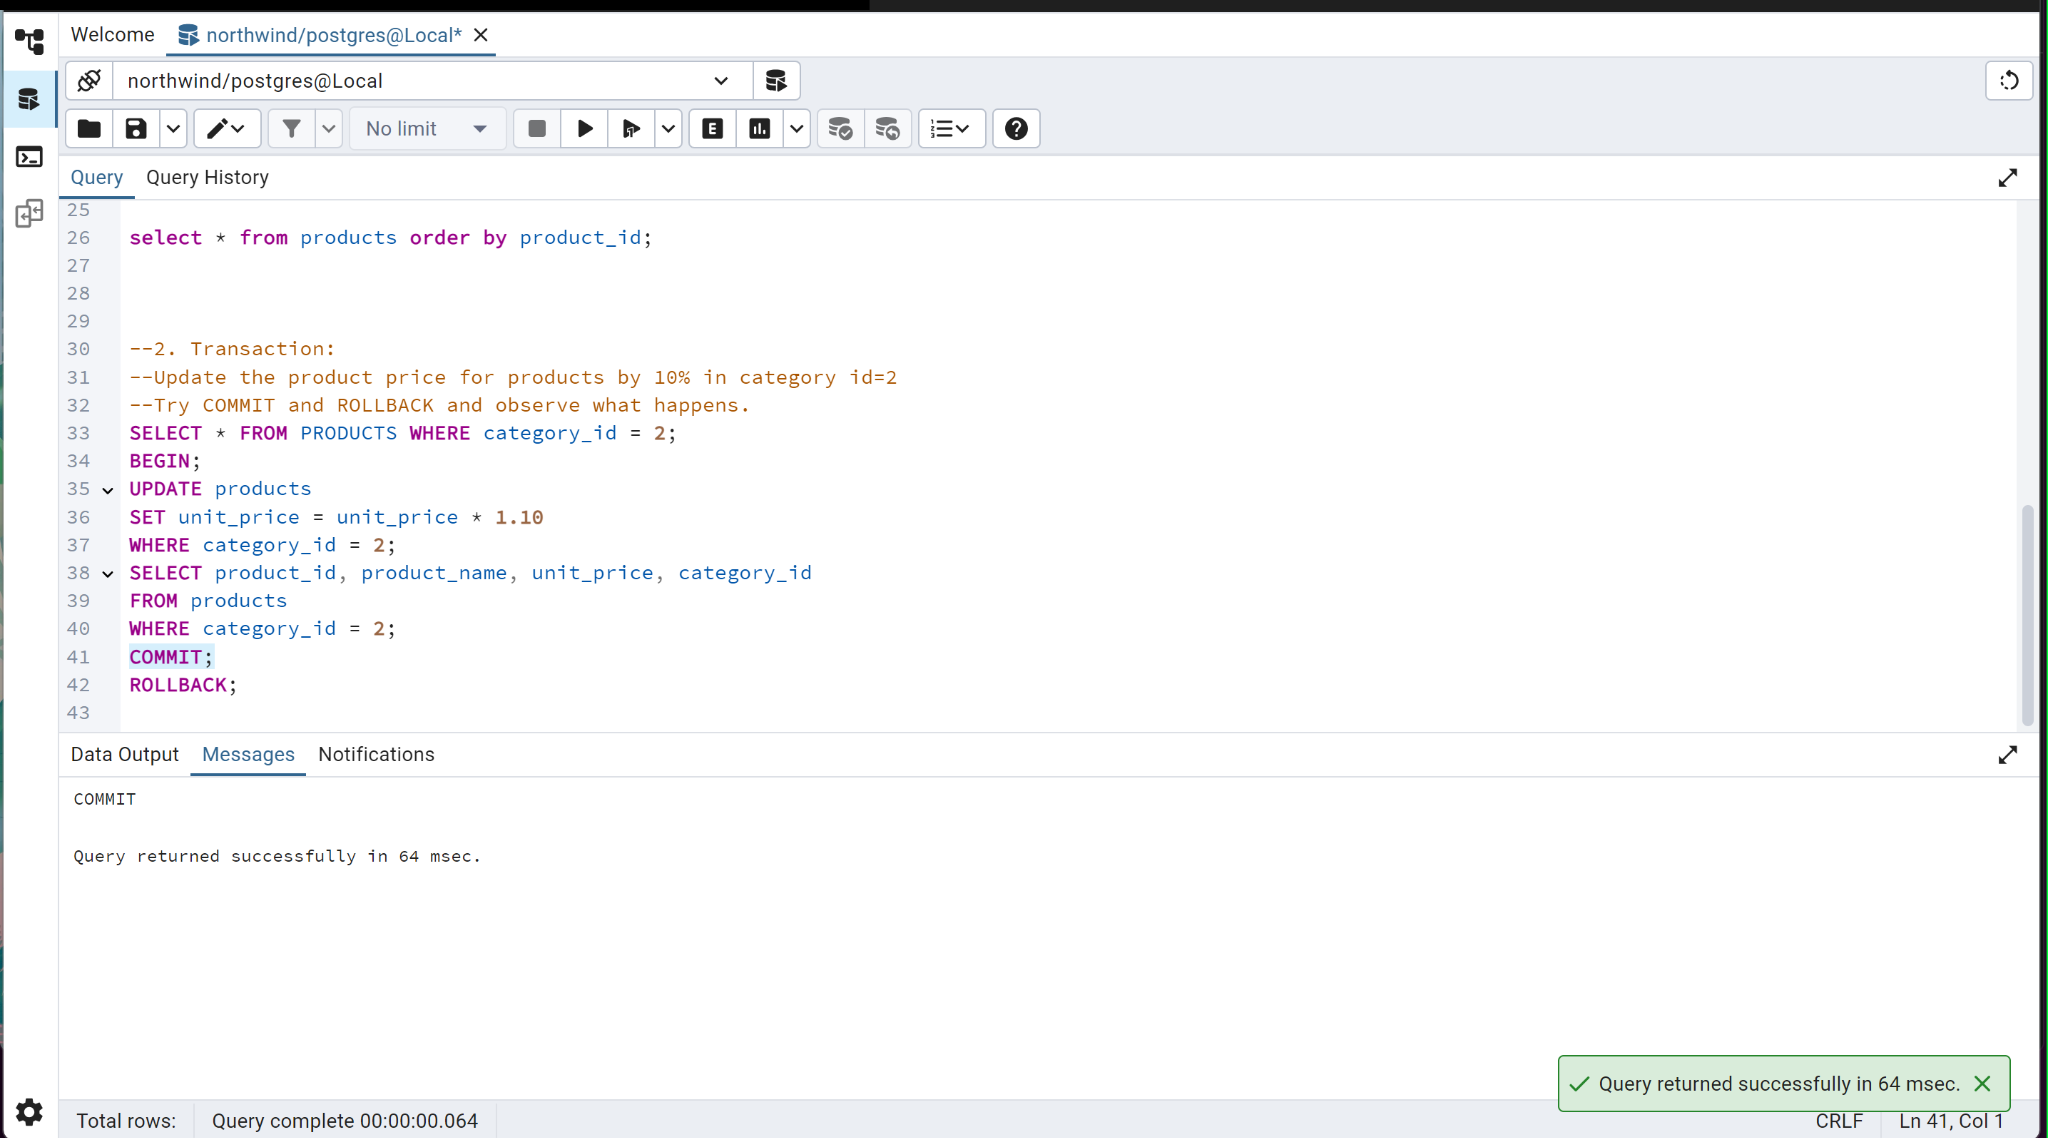 Welcome
northwind/postgres@Local*
northwind/postgres@Local
No limit
E
Query Query History
25
26 select * from products order by product_id;
27
28
29
30 --2. Transaction:
31 --Update the product price for products by 10% in category id=2
32 --Try COMMIT and ROLLBACK and observe what happens.
33 SELECT * FROM PRODUCTS WHERE category_id = 2;
34 BEGIN;
35 UPDATE products
36 SET unit_price = unit_price * 1.10
37 WHERE category_id = 2;
38 SELECT product_id, product_name, unit_price, category_id
39 FROM products
40 WHERE category_id = 2;
41 COMMIT;
42 ROLLBACK;
43
Data Output Messages Notifications
COMMIT
Query returned successfully in 64 msec.
Query returned successfully in 64 msec.
Total rows: Query complete 00:00:00.064 CRLF Ln 41, Col 1